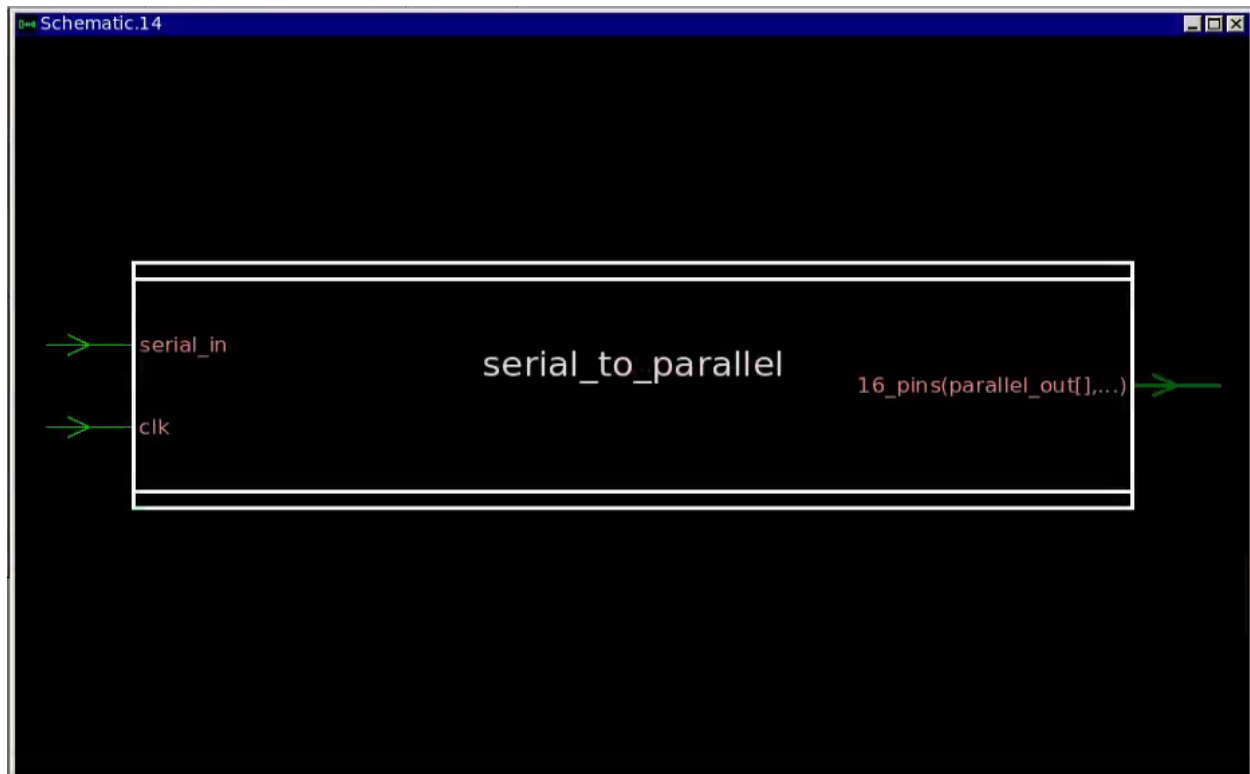 Schematic.14
serial_in
serial_to_parallel
16_pins(parallel_out[],...)
clk